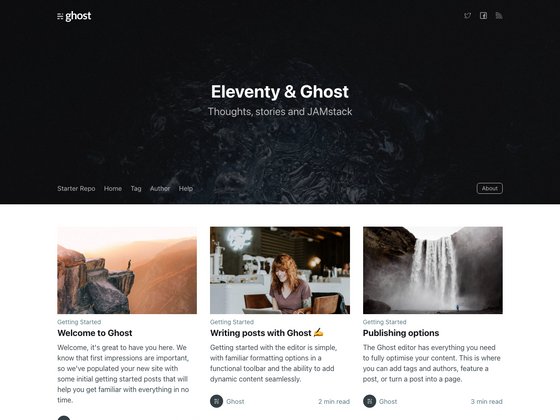 ghost
Eleventy & Ghost
Thoughts, stories and JAMstack
Starter Repo Home Tag Author Help About
Getting Started
Welcome to Ghost
Welcome, it's great to have you here. We
know that first impressions are important,
so we've populated your new site with
some initial getting started posts that will
help you get familiar with everything in no
time.
Getting Started
Writing posts with Ghost ✍️
Getting started with the editor is simple,
with familiar formatting options in a
functional toolbar and the ability to add
dynamic content seamlessly.
Ghost 2 min read
Getting Started
Publishing options
The Ghost editor has everything you need
to fully optimise your content. This is where
you can add tags and authors, feature a
post, or turn a post into a page.
Ghost 3 min read